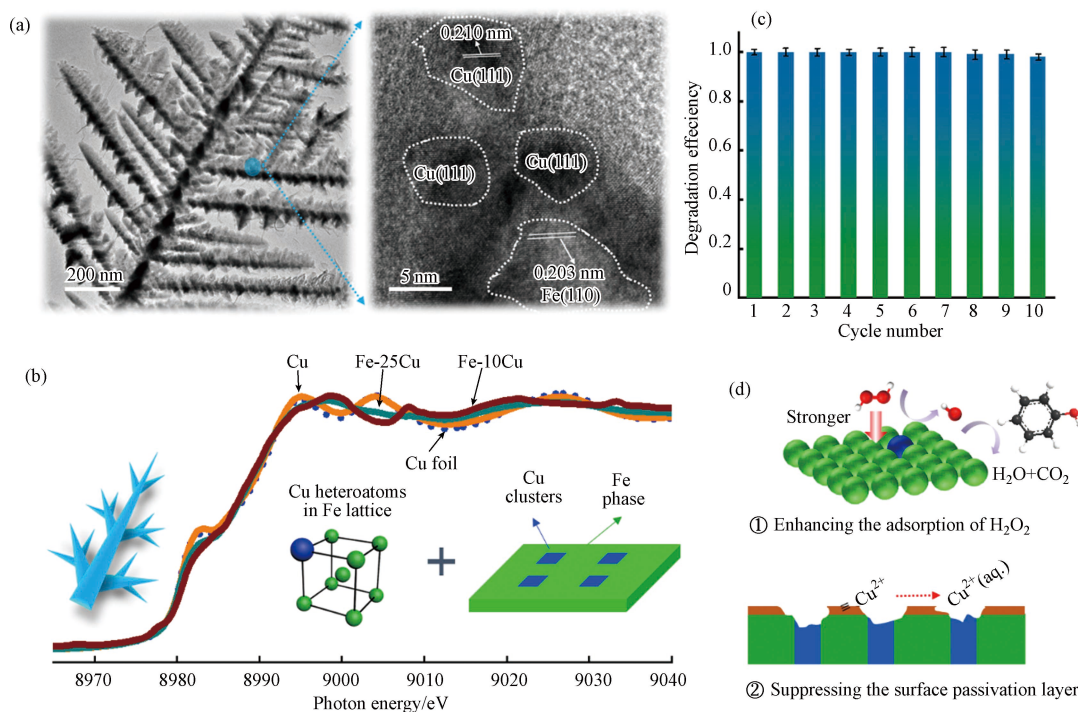 (a)
0.210 nm
Cu(111)
Cu(111)
Cu(111)
200 nm
5 nm
0.203 nm
Fe(110)
(c)
Degradation effeciency
1.0
0.8
0.6
0.4
0.2
0
1 2 3 4 5 6 7 8 9 10
Cycle number
(b)
Cu
Fe-25Cu
Fe-10Cu
Cu foil
Cu heteroatoms
in Fe lattice
Cu
clusters
Fe
phase
+
8970 8980 8990 9000 9010 9020 9030 9040
Photon energy/eV
(d)
Stronger
H₂O+CO₂
① Enhancing the adsorption of H₂O₂
≡Cu²⁺
Cu²⁺(aq.)
② Suppressing the surface passivation layer